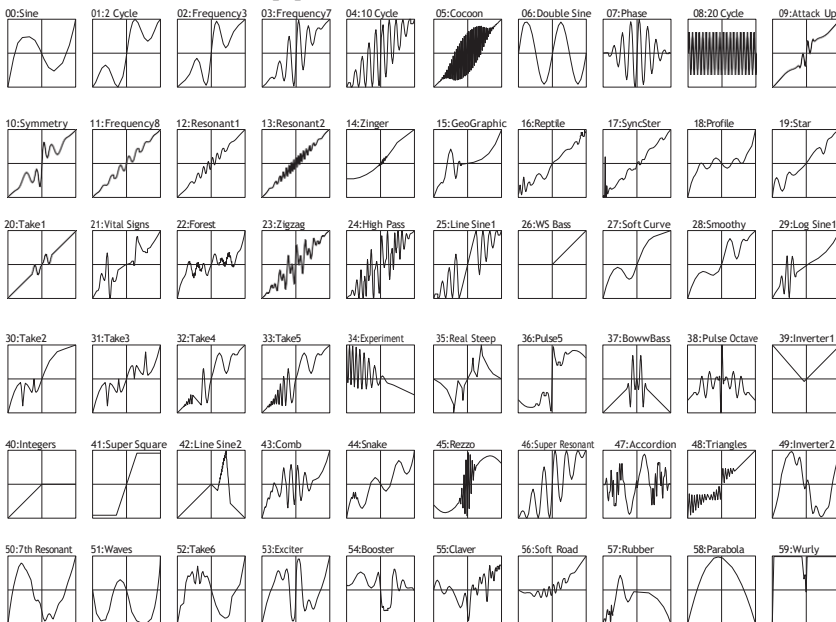 00:Sine 01:2 Cycle 02:Frequency3 03:Frequency7 04:10 Cycle 05:Cocoon 06:Double Sine 07:Phase 08:20 Cycle 09:Attack Up
10:Symmetry 11:Frequency8 12:Resonant1 13:Resonant2 14:Zinger 15:GeoGraphic 16:Reptile 17:SyncSter 18:Profile 19:Star
20:Take1 21:Vital Signs 22:Forest 23:Zigzag 24:High Pass 25:Line Sine1 26:WS Bass 27:Soft Curve 28:Smoothy 29:Log Sine1
30:Take2 31:Take3 32:Take4 33:Take5 34:Experiment 35:Real Steep 36:Pulse5 37:BowwBass 38:Pulse Octave 39:Inverter1
40:Integers 41:Super Square 42:Line Sine2 43:Comb 44:Snake 45:Rezzo 46:Super Resonant 47:Accordion 48:Triangles 49:Inverter2
50:7th Resonant 51:Waves 52:Take6 53:Exciter 54:Booster 55:Claver 56:Soft Road 57:Rubber 58:Parabola 59:Wurly